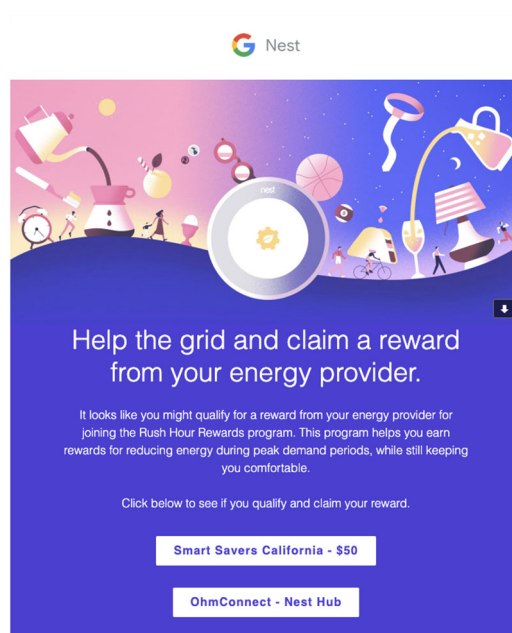 Nest
nest
Help the grid and claim a reward
from your energy provider.
It looks like you might qualify for a reward from your energy provider for
joining the Rush Hour Rewards program. This program helps you earn
rewards for reducing energy during peak demand periods, while still keeping
you comfortable.
Click below to see if you qualify and claim your reward.
Smart Savers California - $50
OhmConnect - Nest Hub